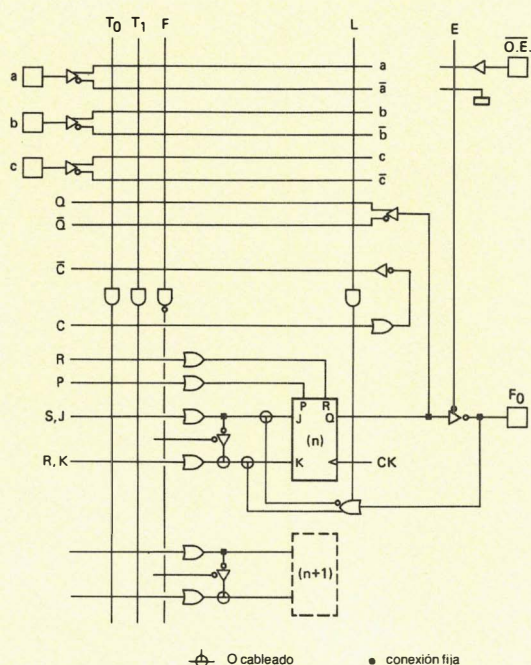 T0 T1 F L E
O.E.
a a
a̅
b b
b̅
c c
c̅
Q
Q̅
C̅
C
R
P
S,J
R,K
P R
J Q
(n)
K
CK
F0
(n+1)
O cableado
conexión fija